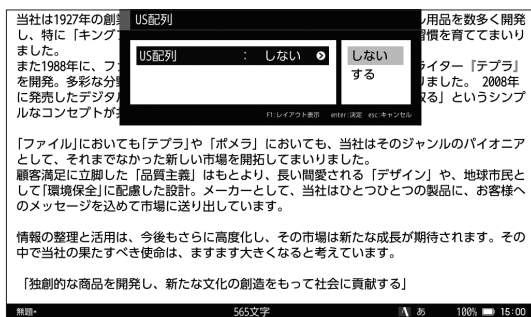 当社は1927年の創
US配列
用品を数多く開発
し、特に「キング
習慣を育ててまいり
ました。
US配列 : しない
しない
する
また1988年に、フ
ライター『テプラ』
を開発。多彩な分
りました。 2008年
に発売したデジタル
る」というシンプ
ルなコンセプトが
F1:レイアウト表示 enter:決定 esc:キャンセル
「ファイル」においても「テプラ」や「ポメラ」においても、当社はそのジャンルのパイオニア
として、それまでなかった新しい市場を開拓してまいりました。
顧客満足に立脚した「品質主義」はもとより、長い間愛される「デザイン」や、地球市民と
して「環境保全」に配慮した設計。メーカーとして、当社はひとつひとつの製品に、お客様へ
のメッセージを込めて市場に送り出しています。
情報の整理と活用は、今後もさらに高度化し、その市場は新たな成長が期待されます。その
中で当社の果たすべき使命は、ますます大きくなると考えています。
「独創的な商品を開発し、新たな文化の創造をもって社会に貢献する」
無題* 565文字 あ 100% 15:00